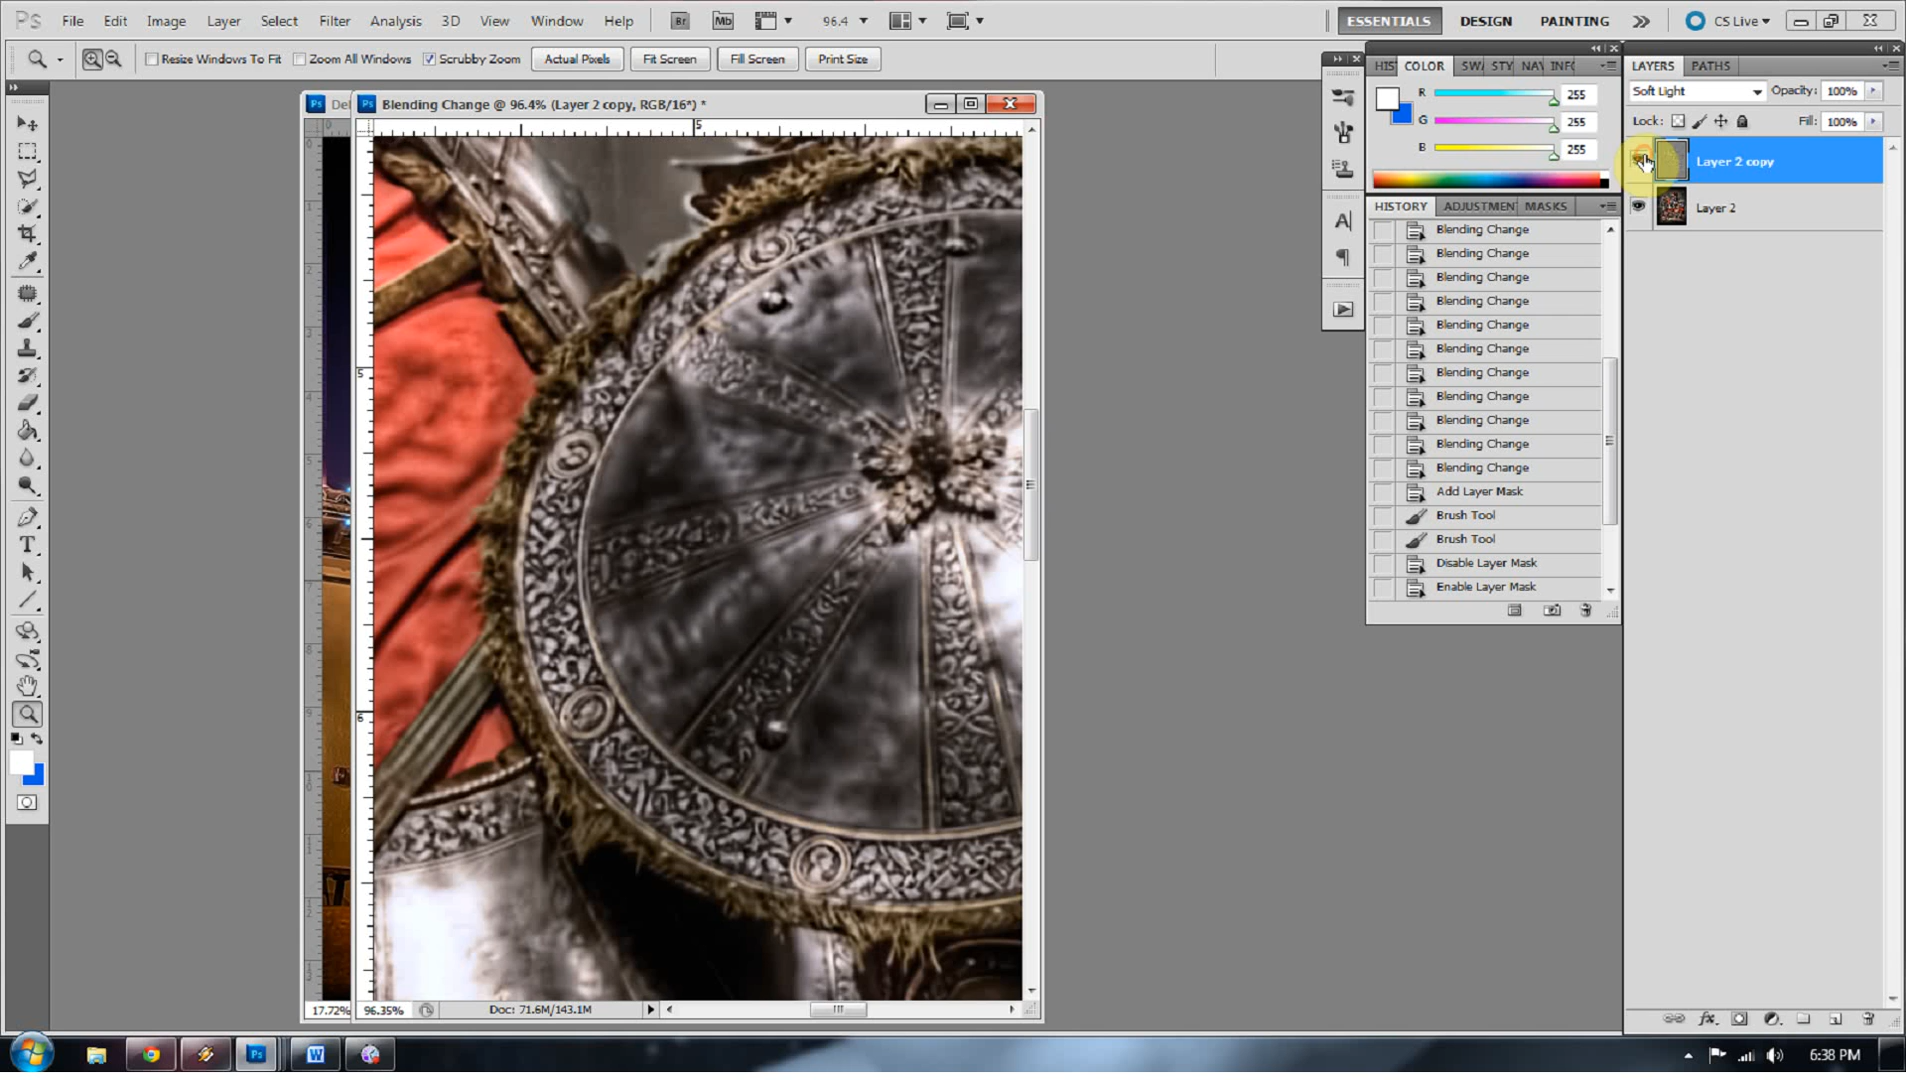 Ps File Edit Image Layer Select Filter Analysis 3D View Window Help Br Mb 96.4 ESSENTIALS DESIGN PAINTING CS Live
Resize Windows To Fit Zoom All Windows Scrubby Zoom Actual Pixels Fit Screen Fill Screen Print Size
Blending Change @ 96.4% (Layer 2 copy, RGB/16*) *
HIS COLOR SWA STY NAV INFO
R 255
G 255
B 255
LAYERS PATHS
Soft Light Opacity: 100%
Lock: Fill: 100%
Layer 2 copy
Layer 2
HISTORY ADJUSTMEN MASKS
Blending Change
Blending Change
Blending Change
Blending Change
Blending Change
Blending Change
Blending Change
Blending Change
Blending Change
Blending Change
Blending Change
Add Layer Mask
Brush Tool
Brush Tool
Disable Layer Mask
Enable Layer Mask
5
5
6
17.72% 96.35% Doc: 71.6M/143.1M
6:38 PM